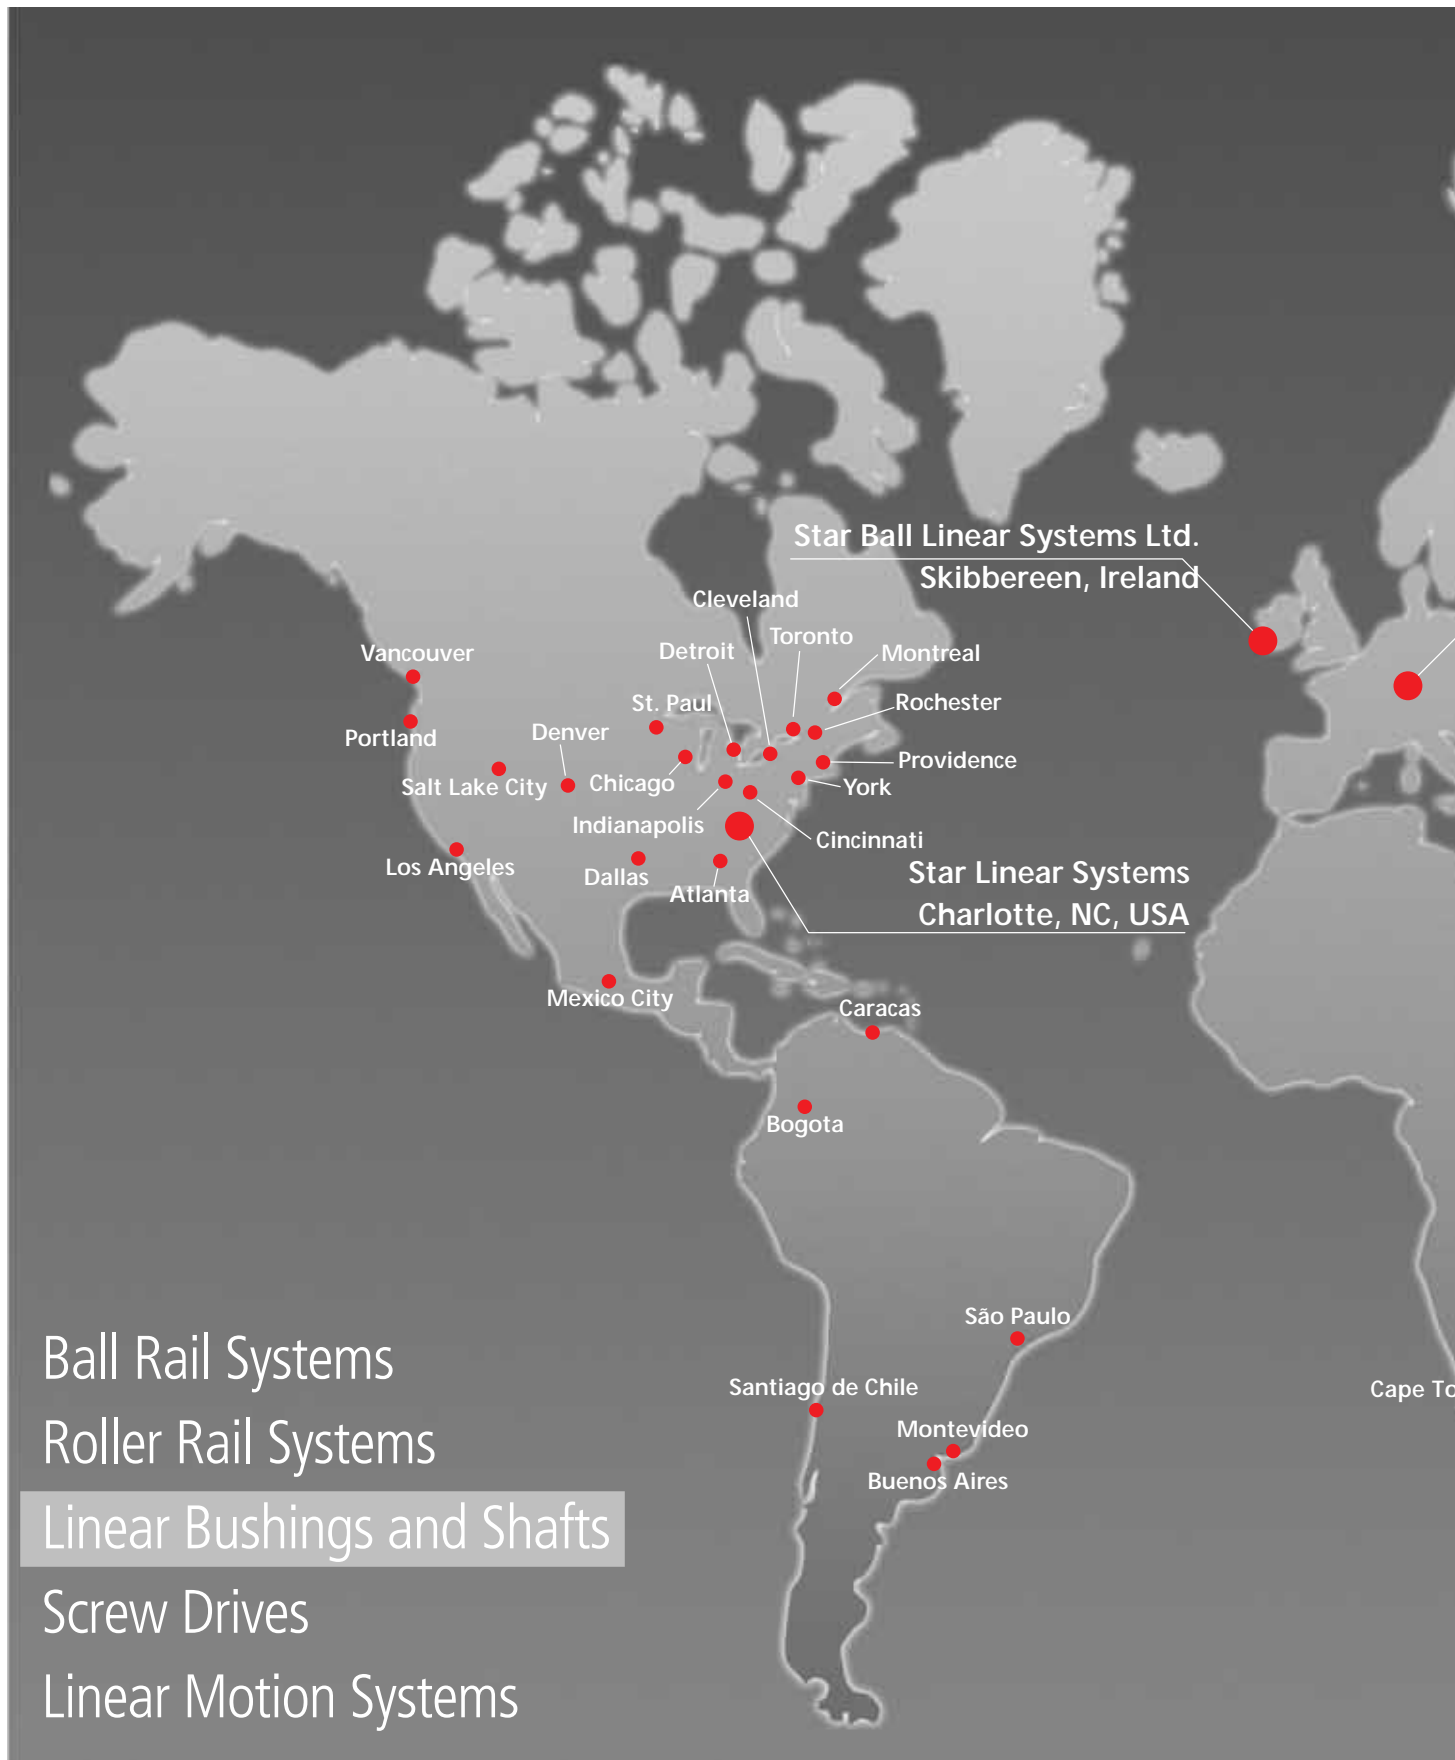 Star Ball Linear Systems Ltd.
Skibbereen, Ireland
Cleveland
Toronto
Detroit
Montreal
Vancouver
St. Paul
Rochester
Portland
Denver
Providence
Salt Lake City
Chicago
York
Indianapolis
Cincinnati
Los Angeles
Dallas
Atlanta
Star Linear Systems
Charlotte, NC, USA
Mexico City
Caracas
Bogota
São Paulo
Santiago de Chile
Cape To
Montevideo
Buenos Aires
Ball Rail Systems
Roller Rail Systems
Linear Bushings and Shafts
Screw Drives
Linear Motion Systems